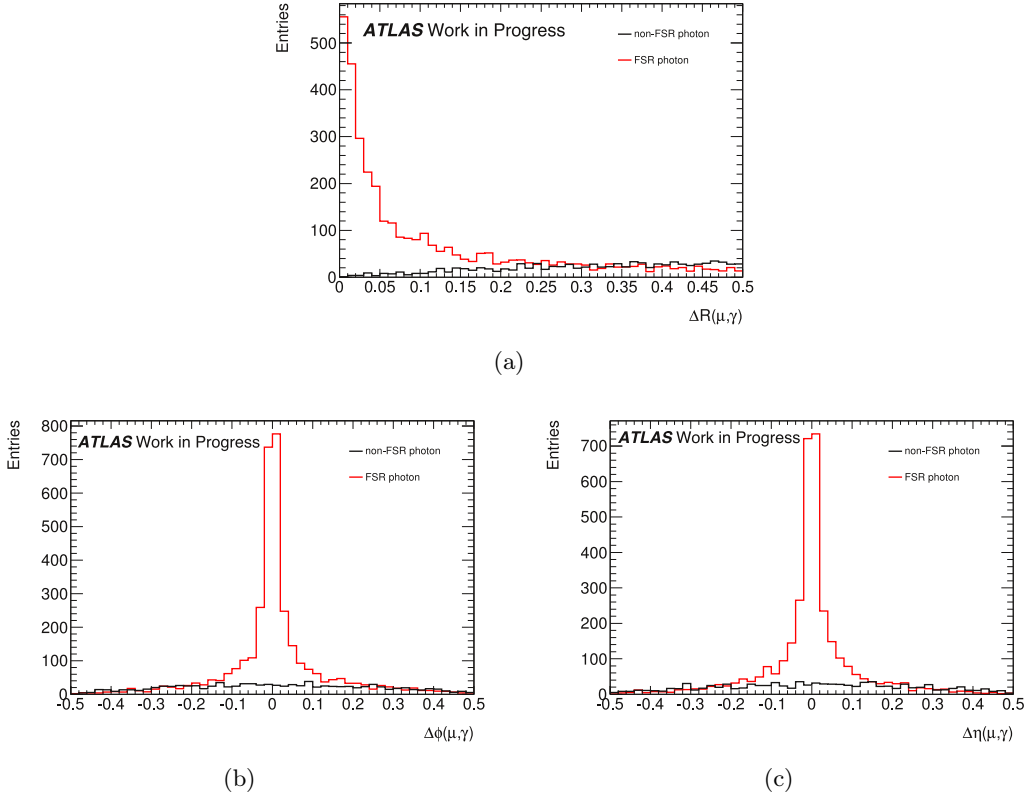 Entries
500
400
300
200
100
0
ATLAS Work in Progress
non-FSR photon
FSR photon
0 0.05 0.1 0.15 0.2 0.25 0.3 0.35 0.4 0.45 0.5
ΔR(μ,γ)
(a)
Entries
800
700
600
500
400
300
200
100
0
ATLAS Work in Progress
non-FSR photon
FSR photon
-0.5 -0.4 -0.3 -0.2 -0.1 0 0.1 0.2 0.3 0.4 0.5
Δϕ(μ,γ)
(b)
Entries
700
600
500
400
300
200
100
0
ATLAS Work in Progress
non-FSR photon
FSR photon
-0.5 -0.4 -0.3 -0.2 -0.1 0 0.1 0.2 0.3 0.4 0.5
Δη(μ,γ)
(c)